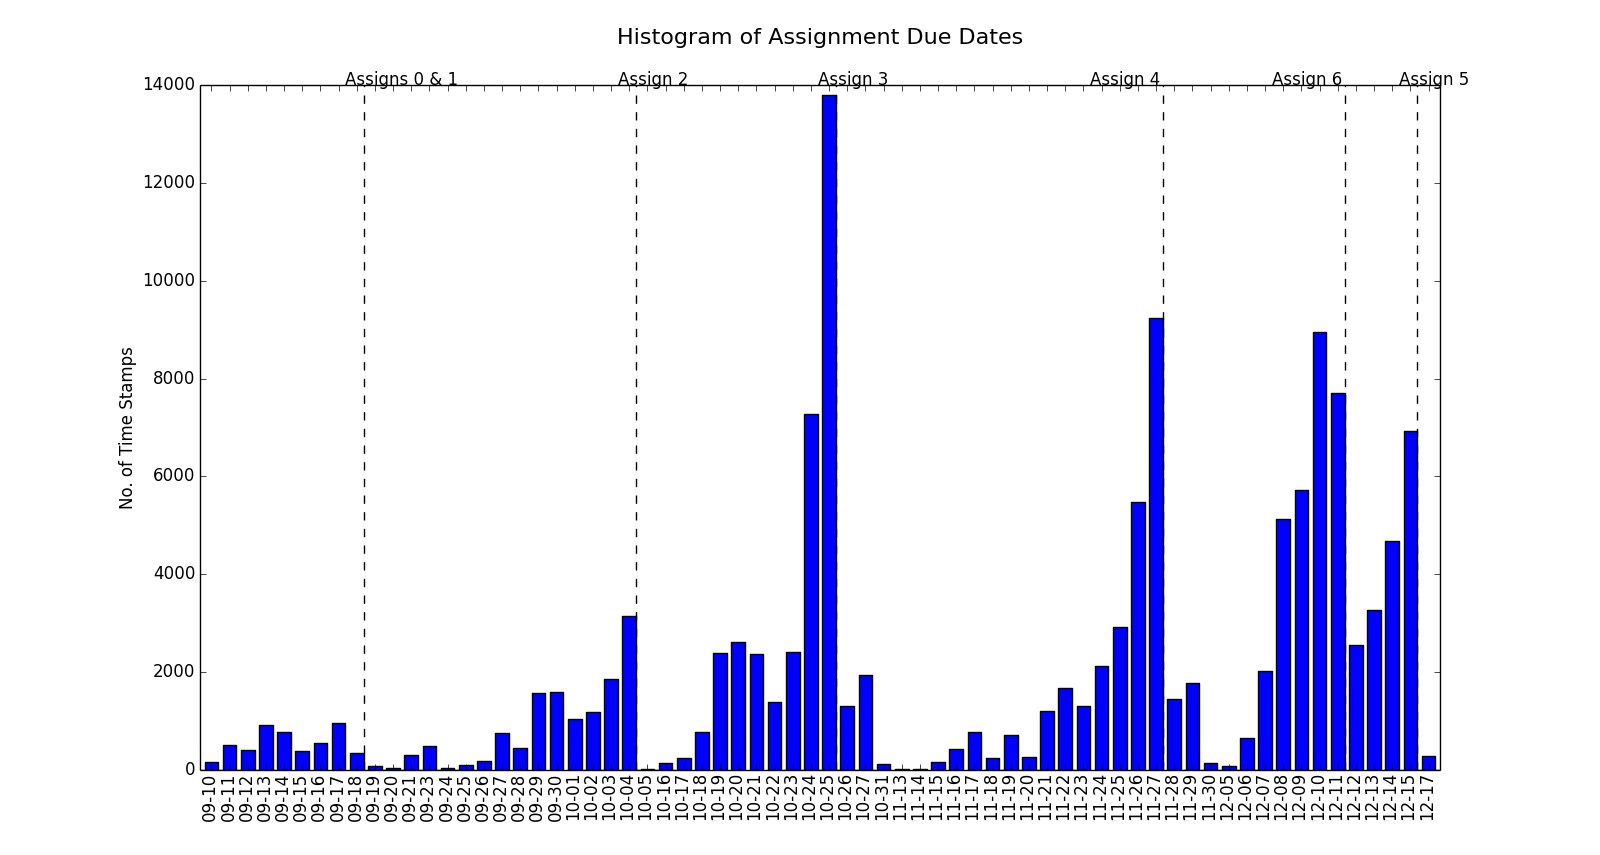 Histogram of Assignment Due Dates
Assigns 0 & 1 Assign 2 Assign 3 Assign 4 Assign 6 Assign 5
14000
12000
10000
8000
6000
4000
2000
0
No. of Time Stamps
09-10 09-11 09-12 09-13 09-14 09-15 09-16 09-17 09-18 09-19 09-20 09-21 09-23 09-24 09-25 09-26 09-27 09-28 09-29 09-30 10-01 10-02 10-03 10-04 10-05 10-16 10-17 10-18 10-19 10-20 10-21 10-22 10-23 10-24 10-25 10-26 10-27 10-31 11-13 11-14 11-15 11-16 11-17 11-18 11-19 11-20 11-21 11-22 11-23 11-24 11-25 11-26 11-27 11-28 11-29 11-30 12-05 12-06 12-07 12-08 12-09 12-10 12-11 12-12 12-13 12-14 12-15 12-17